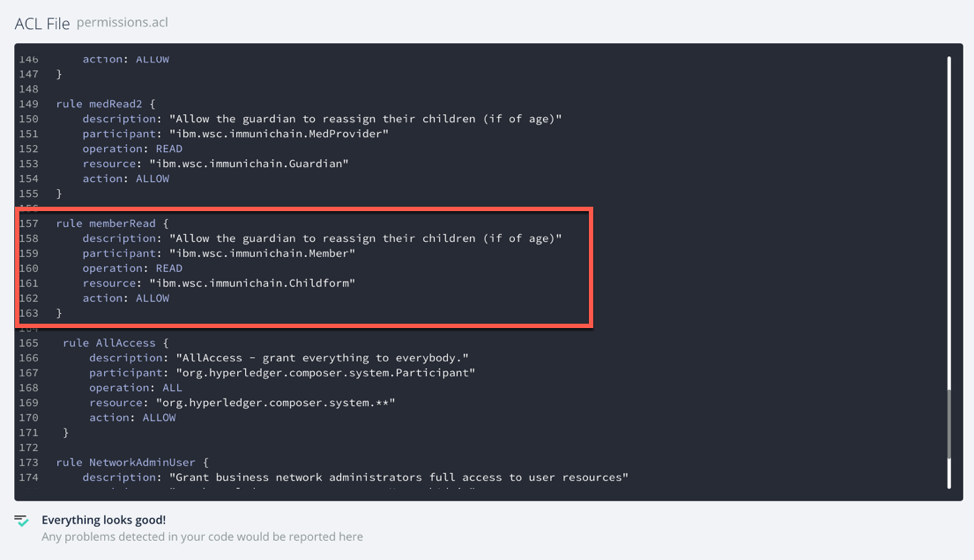 ACL File permissions.acl
146 action: ALLOW
147 }
148
149 rule medRead2 {
150 description: "Allow the guardian to reassign their children (if of age)"
151 participant: "ibm.wsc.immunichain.MedProvider"
152 operation: READ
153 resource: "ibm.wsc.immunichain.Guardian"
154 action: ALLOW
155 }
156
157 rule memberRead {
158 description: "Allow the guardian to reassign their children (if of age)"
159 participant: "ibm.wsc.immunichain.Member"
160 operation: READ
161 resource: "ibm.wsc.immunichain.Childform"
162 action: ALLOW
163 }
164
165 rule AllAccess {
166 description: "AllAccess - grant everything to everybody."
167 participant: "org.hyperledger.composer.system.Participant"
168 operation: ALL
169 resource: "org.hyperledger.composer.system.**"
170 action: ALLOW
171 }
172
173 rule NetworkAdminUser {
174 description: "Grant business network administrators full access to user resources"
Everything looks good!
Any problems detected in your code would be reported here